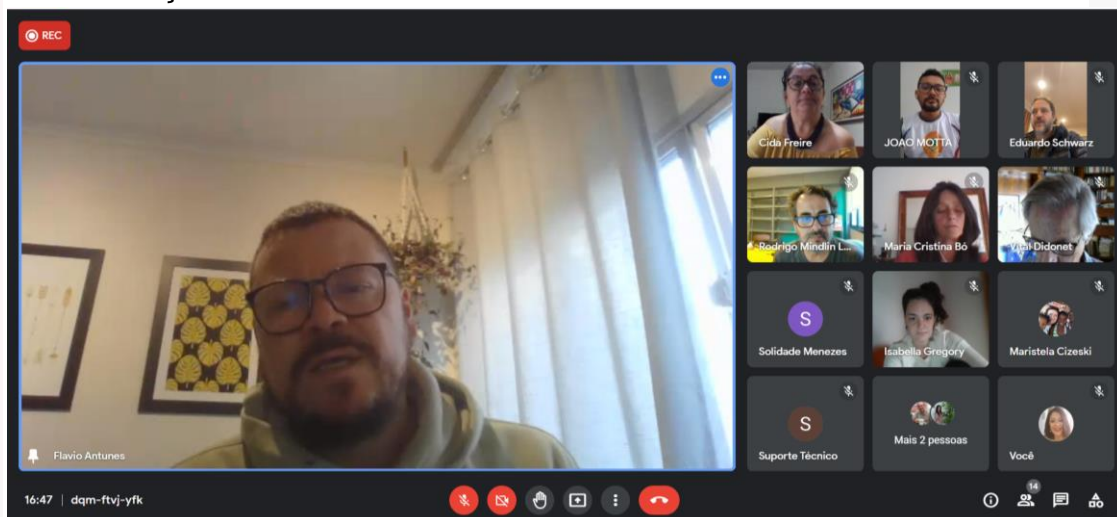 REC
Cida Freire
JOAO MOTTA
Eduardo Schwarz
Rodrigo Mindlin L...
Maria Cristina Bó
Vital Didonet
S
Solidade Menezes
Isabella Gregory
Maristela Cizeski
S
Suporte Técnico
Mais 2 pessoas
Você
Flavio Antunes
16:47 | dqm-ftvj-yfk
14